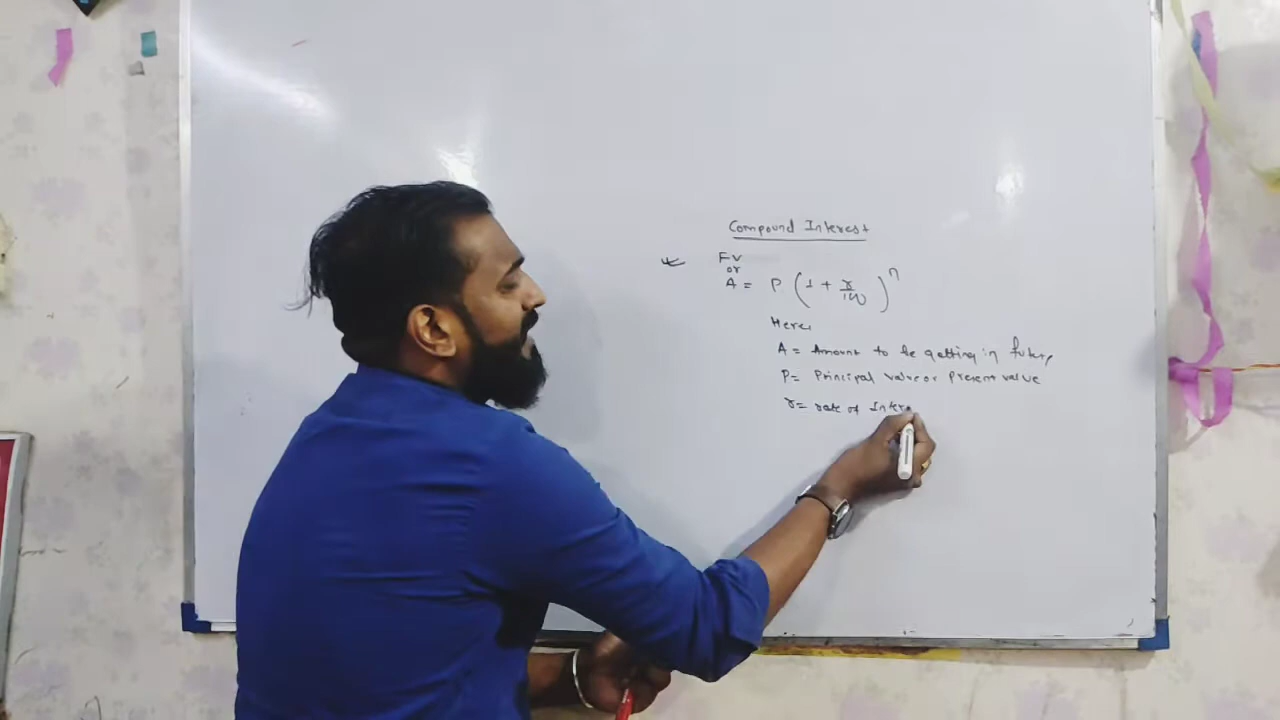 Compound Interest
FV
or
A = P (1 + r/100)^n
Here,
A = Amount to be getting in future
P = Principal value or Present value
r = rate of Intere